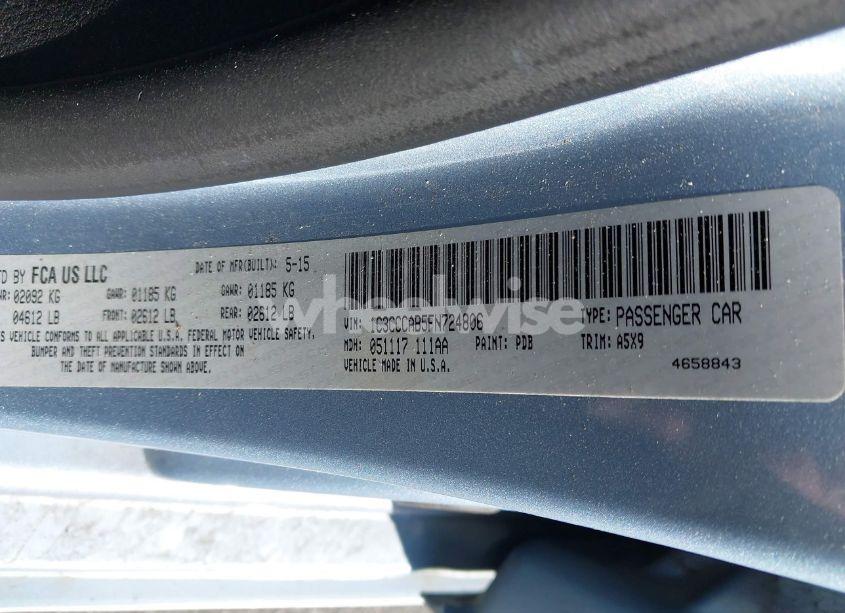 FD BY FCA US LLC
DATE OF MFR(BUILT): 5-15
WR: 02092 KG GAWR: 01185 KG GAWR: 01185 KG
04612 LB FRONT: 02612 LB REAR: 02612 LB
IS VEHICLE CONFORMS TO ALL APPLICABLE U.S.A. FEDERAL MOTOR VEHICLE SAFETY,
BUMPER AND THEFT PREVENTION STANDARDS IN EFFECT ON
THE DATE OF MANUFACTURE SHOWN ABOVE.
VIN: 1C3CCCAB5FN724806 TYPE: PASSENGER CAR
MDH: 051117 111AA PAINT: PDB TRIM: A5X9
VEHICLE MADE IN U.S.A.
4658843
wheelwise